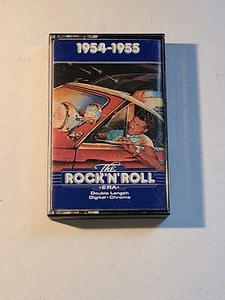 1954-1955
The
ROCK'N'ROLL
•ERA•
Double Length
Digital • Chrome